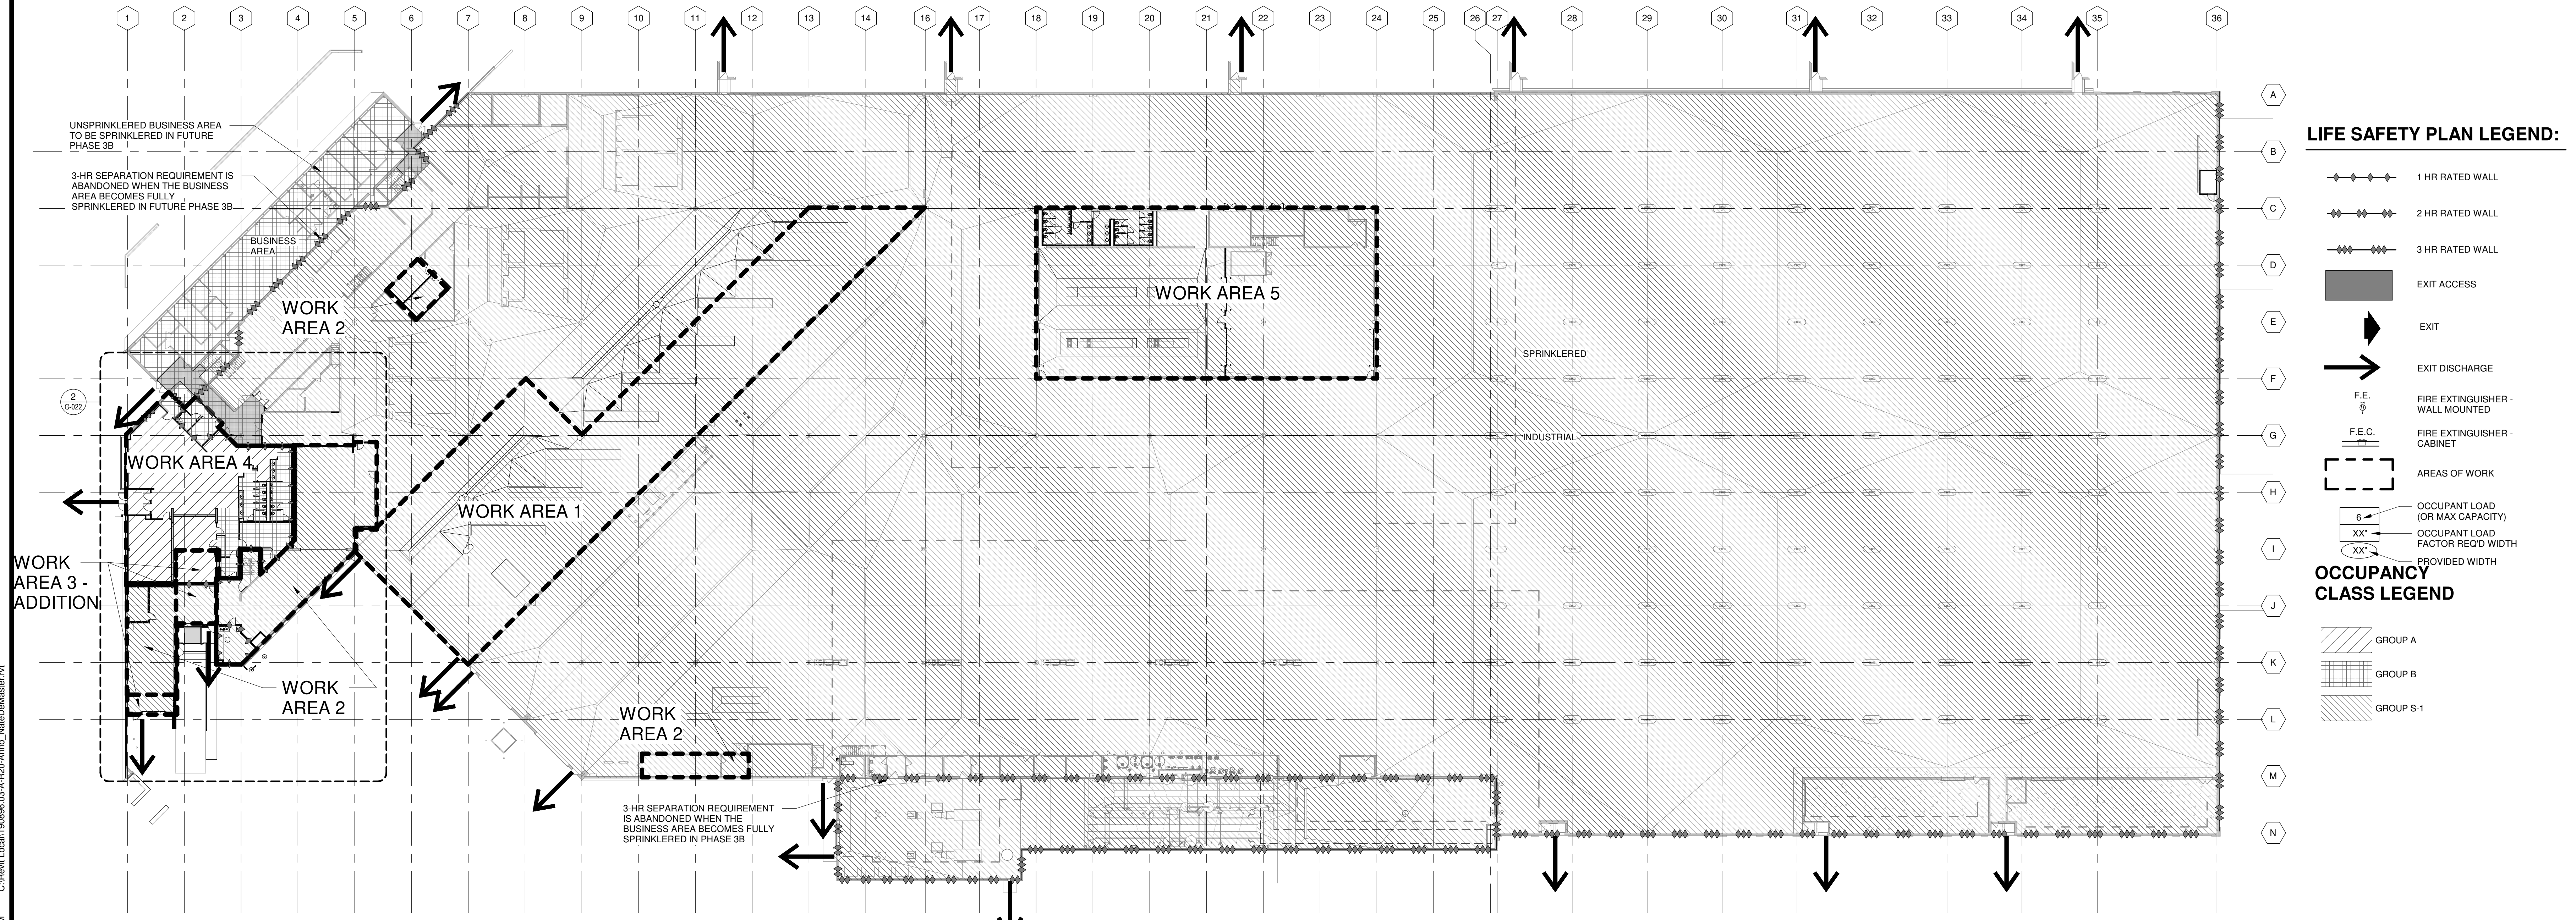 1 2 3 4 5 6 7 8 9 10 11 12 13 14 16 17 18 19 20 21 22 23 24 25 26 27 28 29 30 31 32 33 34 35 36
A
B
C
D
E
F
G
H
I
J
K
L
M
N
UNSPRINKLERED BUSINESS AREA
TO BE SPRINKLERED IN FUTURE
PHASE 3B
3-HR SEPARATION REQUIREMENT IS
ABANDONED WHEN THE BUSINESS
AREA BECOMES FULLY
SPRINKLERED IN FUTURE PHASE 3B
BUSINESS
AREA
WORK
AREA 2
2
G-022
WORK AREA 4
WORK AREA 1
WORK AREA 5
SPRINKLERED
INDUSTRIAL
WORK
AREA 3 -
ADDITION
WORK
AREA 2
WORK
AREA 2
3-HR SEPARATION REQUIREMENT
IS ABANDONED WHEN THE
BUSINESS AREA BECOMES FULLY
SPRINKLERED IN PHASE 3B
LIFE SAFETY PLAN LEGEND:
1 HR RATED WALL
2 HR RATED WALL
3 HR RATED WALL
EXIT ACCESS
EXIT
EXIT DISCHARGE
F.E.
FIRE EXTINGUISHER -
WALL MOUNTED
F.E.C.
FIRE EXTINGUISHER -
CABINET
AREAS OF WORK
6
XX"
XX"
OCCUPANT LOAD
(OR MAX CAPACITY)
OCCUPANT LOAD
FACTOR REQ'D WIDTH
PROVIDED WIDTH
OCCUPANCY
CLASS LEGEND
GROUP A
GROUP B
GROUP S-1